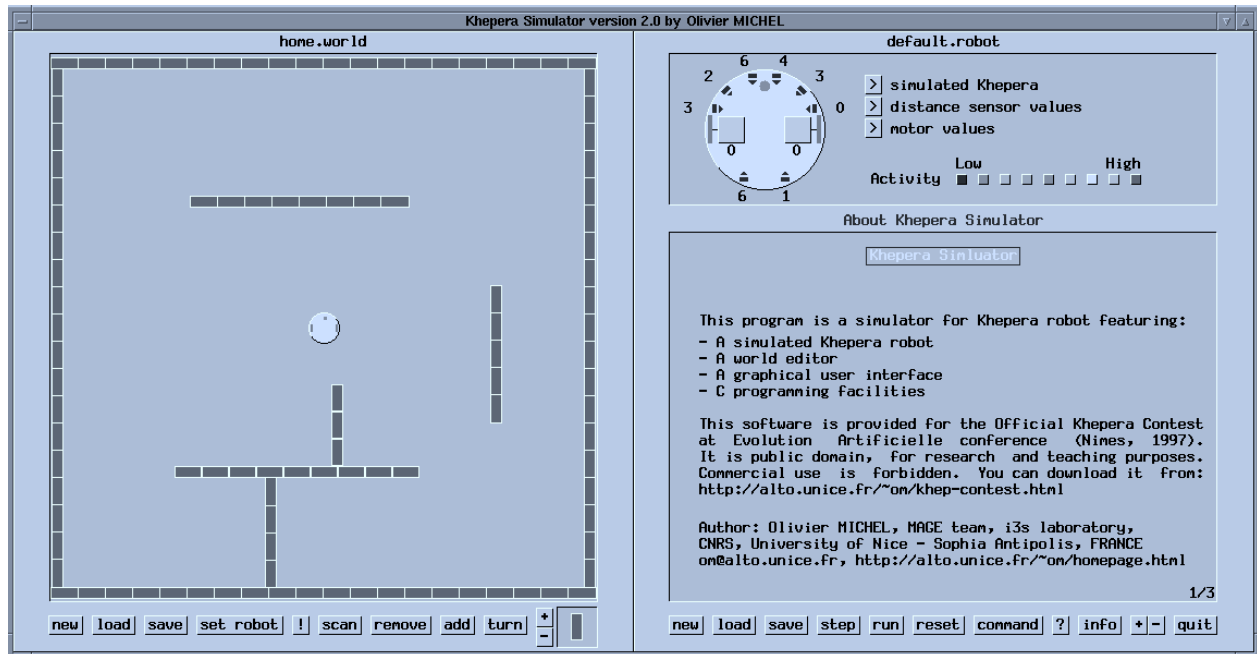 Khepera Simulator version 2.0 by Olivier MICHEL
home.world
new load save set robot ! scan remove add turn + -
default.robot
6 4
2 3
3 0
0 0
6 1
> simulated Khepera
> distance sensor values
> motor values
Low High
Activity
About Khepera Simulator
Khepera Simluator
This program is a simulator for Khepera robot featuring:
- A simulated Khepera robot
- A world editor
- A graphical user interface
- C programming facilities
This software is provided for the Official Khepera Contest
at Evolution Artificielle conference (Nimes, 1997).
It is public domain, for research and teaching purposes.
Commercial use is forbidden. You can download it from:
http://alto.unice.fr/~om/khep-contest.html
Author: Olivier MICHEL, MAGE team, i3s laboratory,
CNRS, University of Nice - Sophia Antipolis, FRANCE
om@alto.unice.fr, http://alto.unice.fr/~om/homepage.html
1/3
new load save step run reset command ? info + - quit